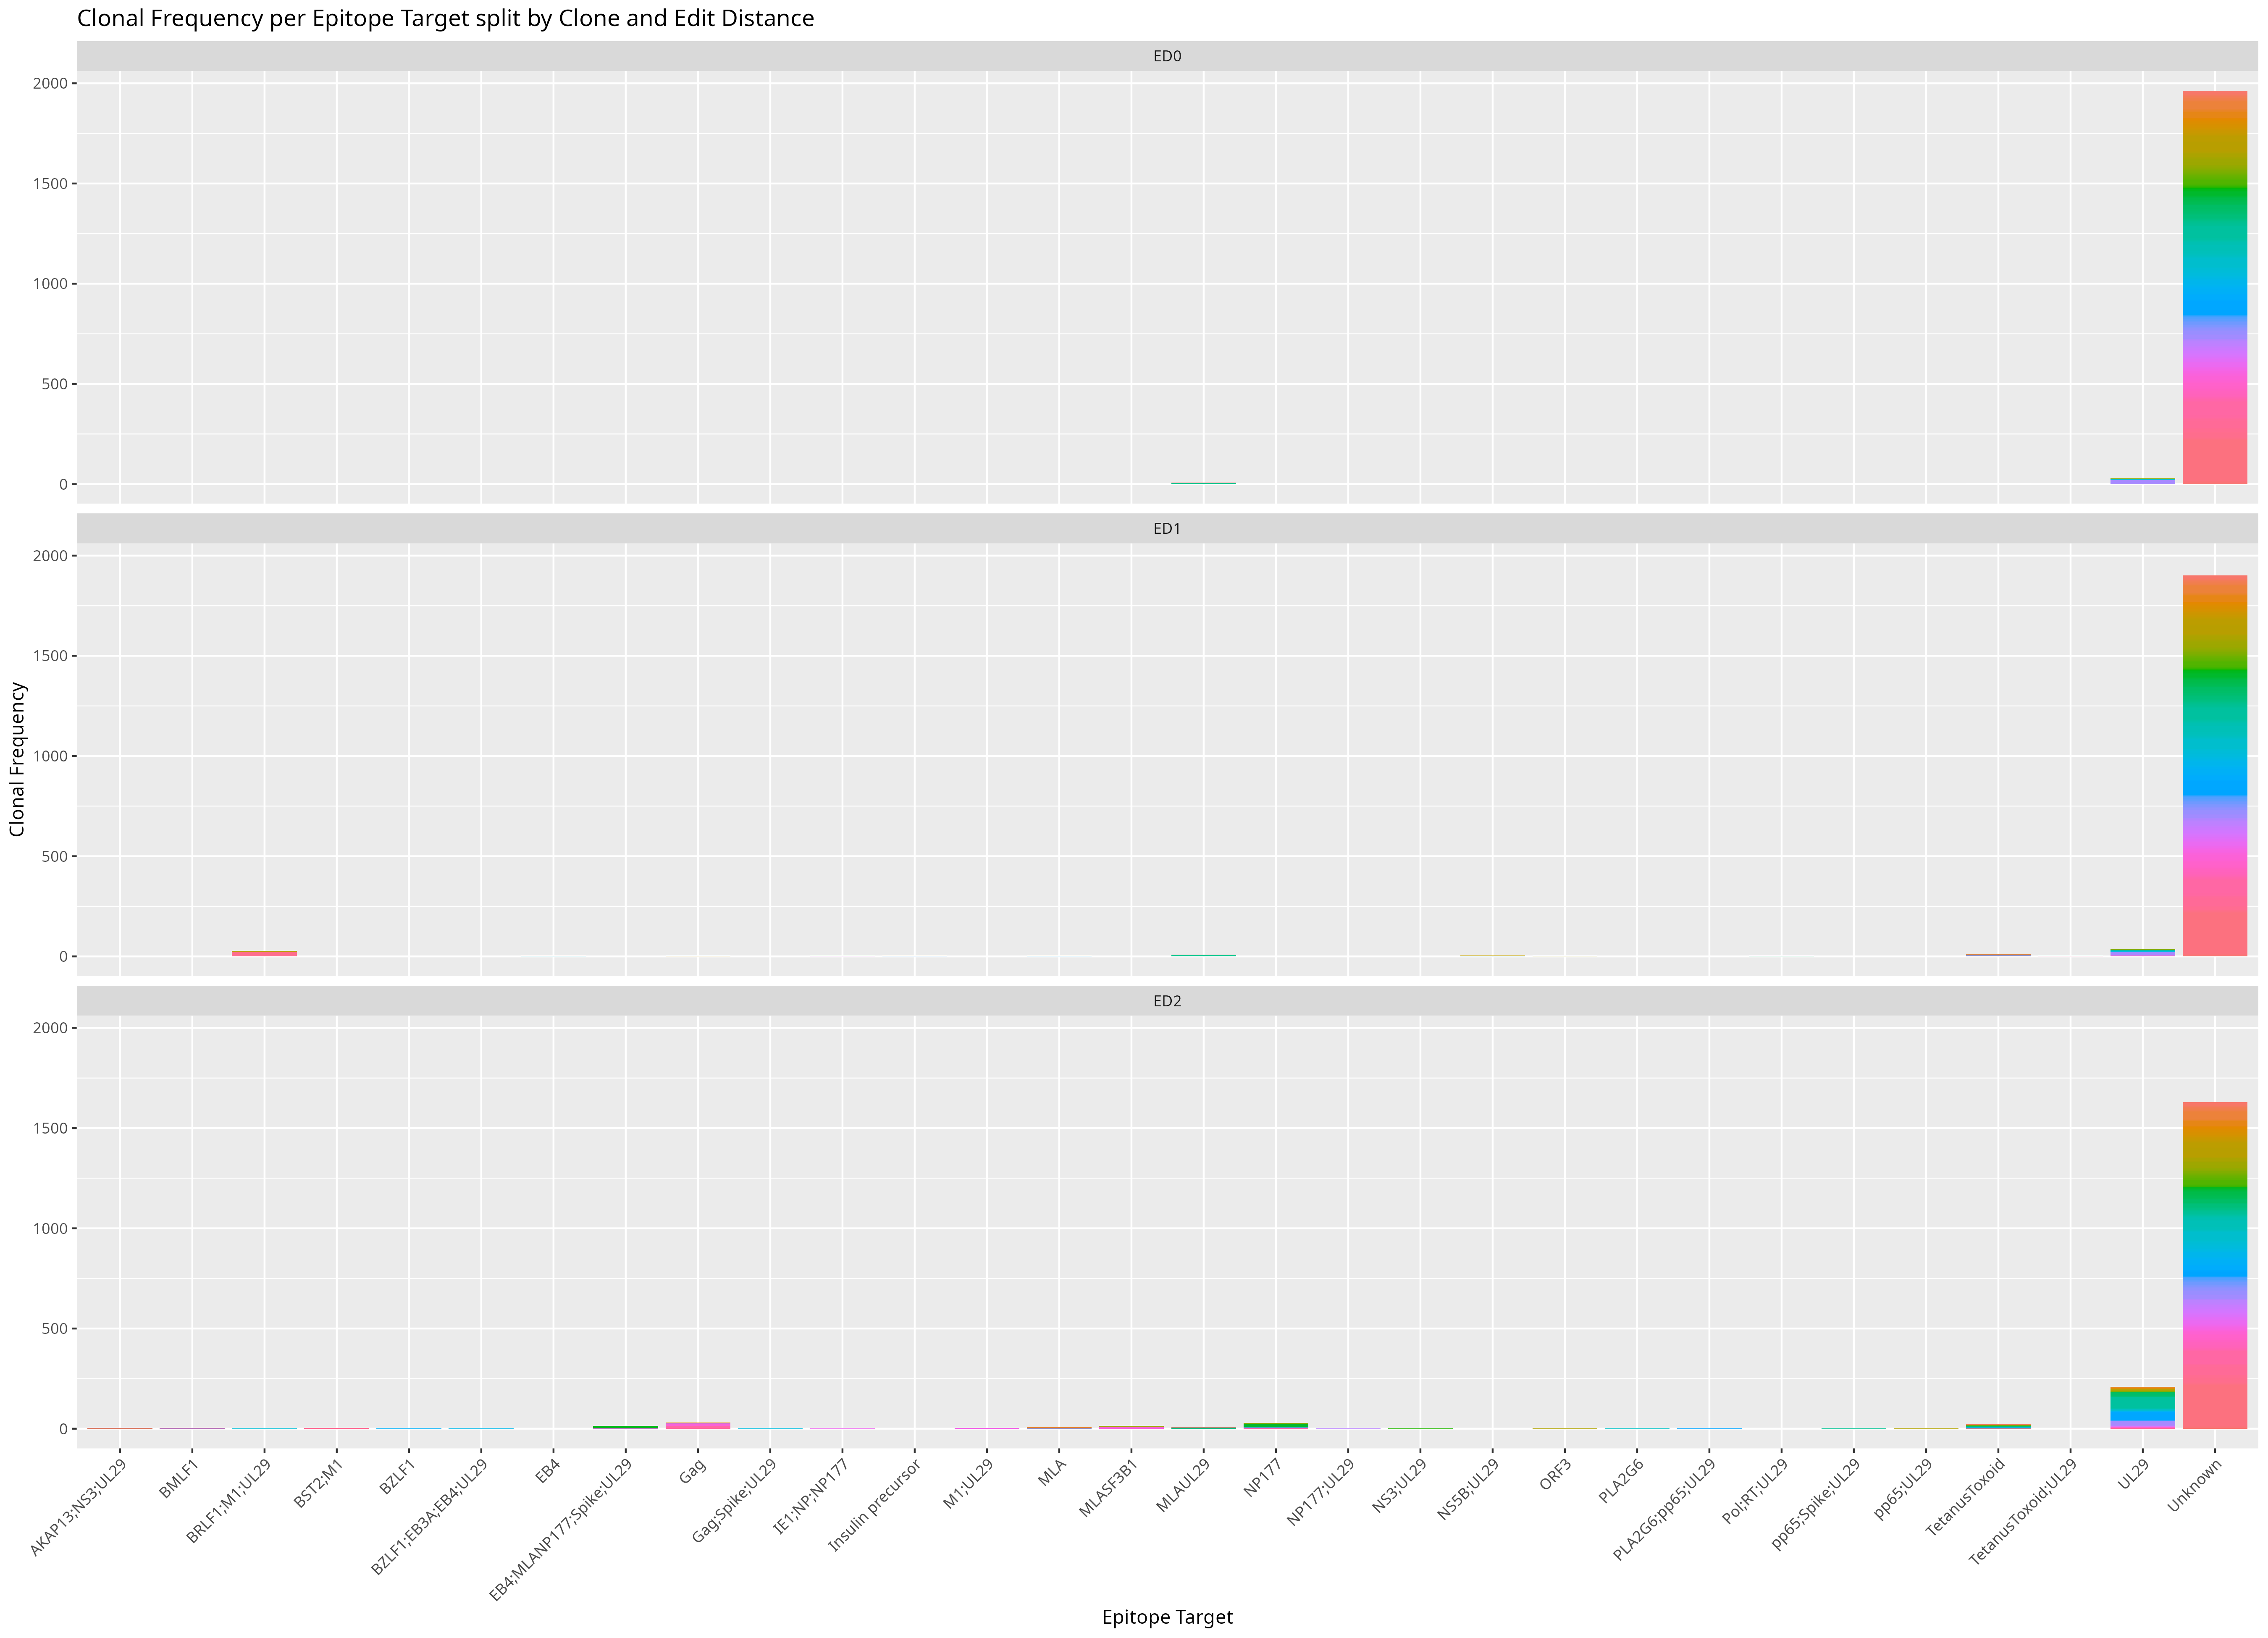 Clonal Frequency per Epitope Target split by Clone and Edit Distance
ED0
2000
1500
1000
500
0
ED1
2000
1500
1000
500
0
ED2
2000
1500
1000
500
0
Clonal Frequency
AKAP13;NS3;UL29
BMLF1
BRLF1;M1;UL29
BST2;M1
BZLF1
BZLF1;EB3A;EB4;UL29
EB4
EB4;MLANP177;Spike;UL29
Gag
Gag;Spike;UL29
IE1;NP;NP177
Insulin precursor
M1;UL29
MLA
MLASF3B1
MLAUL29
NP177
NP177;UL29
NS3;UL29
NS5B;UL29
ORF3
PLA2G6
PLA2G6;pp65;UL29
Pol;RT;UL29
pp65;Spike;UL29
pp65;UL29
TetanusToxoid
TetanusToxoid;UL29
UL29
Unknown
Epitope Target